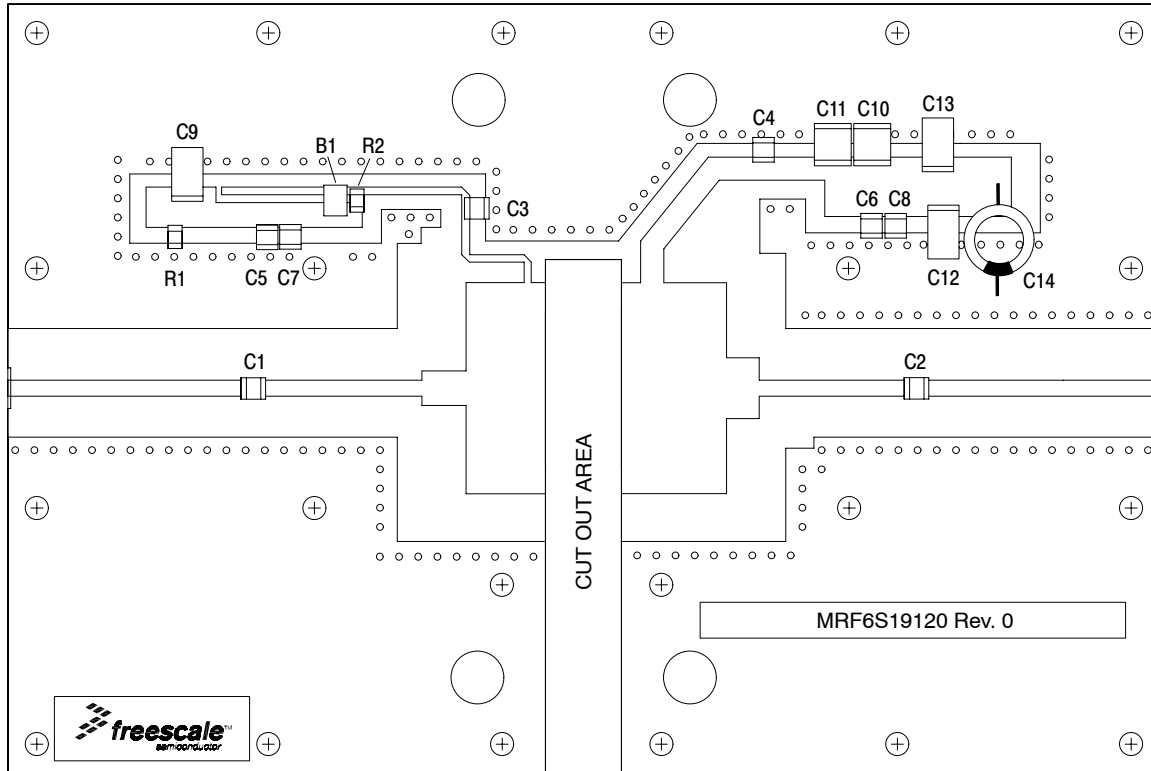 C9
B1
R2
C3
R1
C5
C7
C4
C11
C10
C13
C6
C8
C12
C14
C1
C2
CUT OUT AREA
MRF6S19120 Rev. 0
freescale™
semiconductor